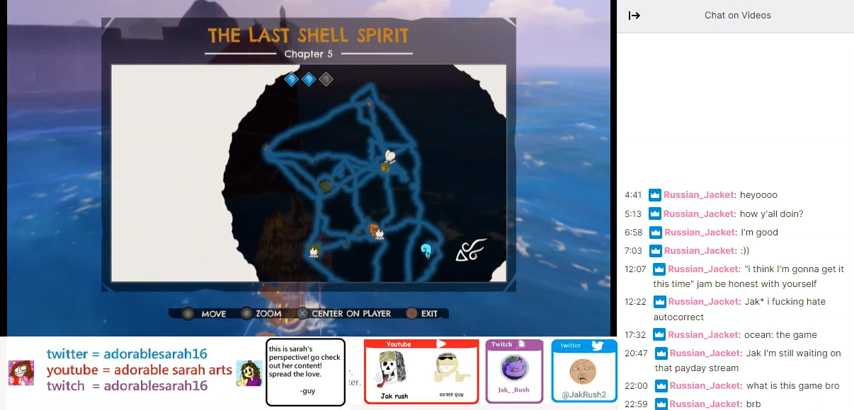 THE LAST SHELL SPIRIT
Chapter 5
MOVE ZOOM CENTER ON PLAYER EXIT
twitter = adorablesarah16
youtube = adorable sarah arts
twitch = adorablesarah16
this is sarah's
perspective! go check
out her content!
spread the love.
-guy
Youtube
Jak rush
some guy
Twitch
Jak_ _Rush
twitter
@JakRush2
Chat on Videos
4:41 Russian_Jacket: heyoooo
5:13 Russian_Jacket: how y'all doin?
6:58 Russian_Jacket: I'm good
7:03 Russian_Jacket: :))
12:07 Russian_Jacket: "i think I'm gonna get it
this time" jam be honest with yourself
12:22 Russian_Jacket: Jak* i fucking hate
autocorrect
17:32 Russian_Jacket: ocean: the game
20:47 Russian_Jacket: Jak I'm still waiting on
that payday stream
22:00 Russian_Jacket: what is this game bro
22:59 Russian_Jacket: brb